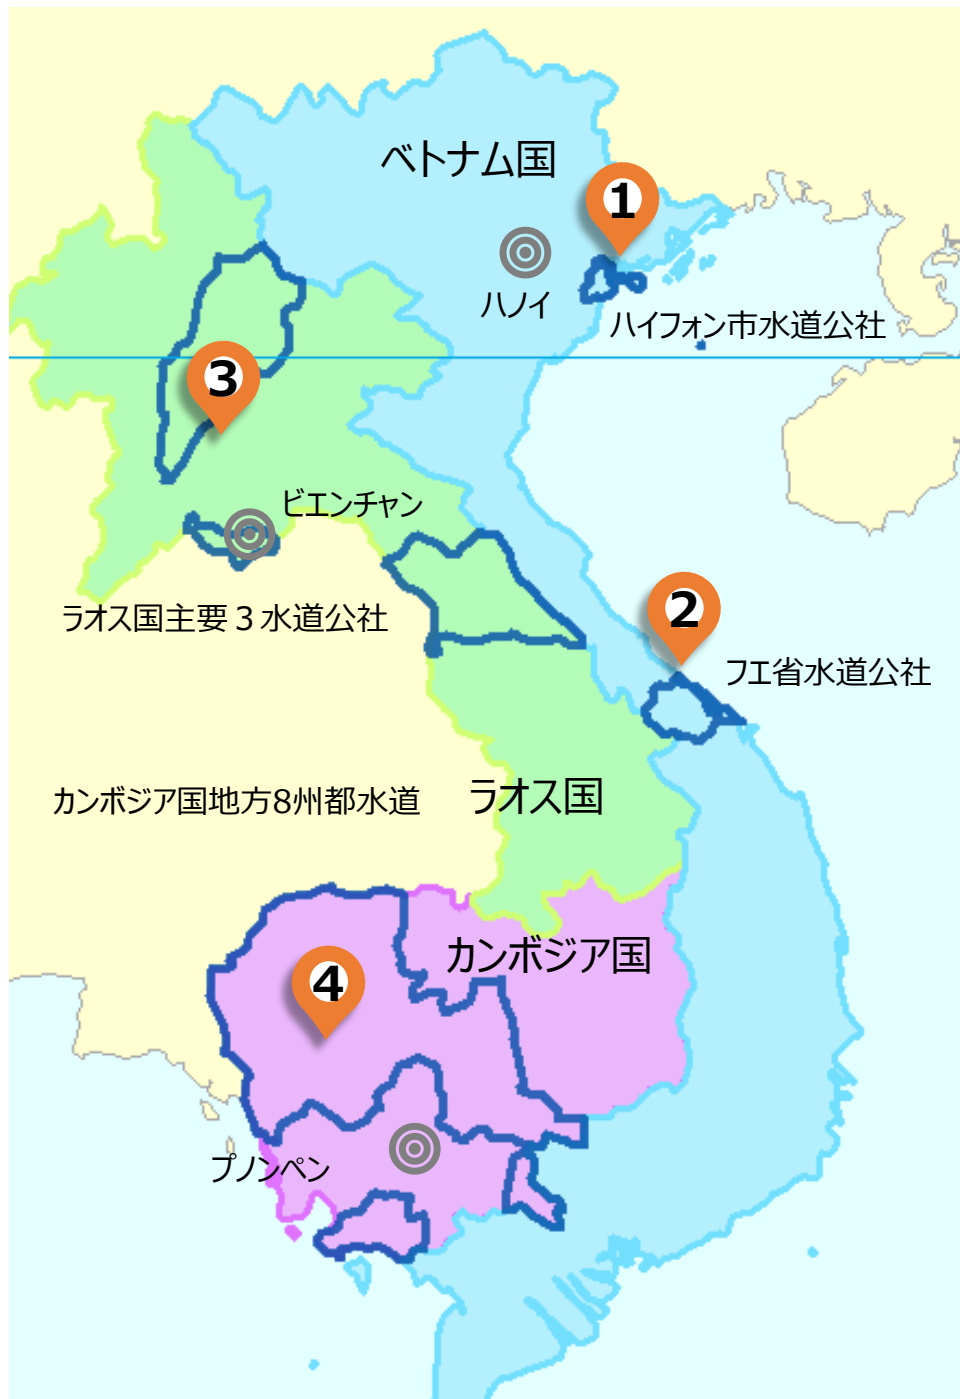 ベトナム国
1
ハノイ
ハイフォン市水道公社
3
ビエンチャン
ラオス国主要３水道公社
2
フエ省水道公社
カンボジア国地方8州都水道
ラオス国
カンボジア国
4
プノンペン